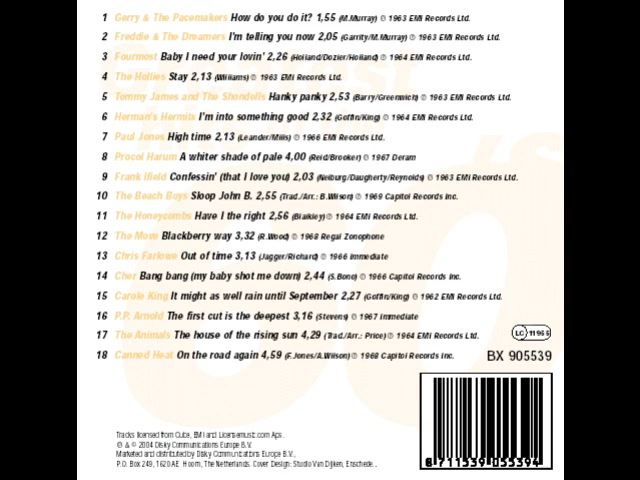 1 Gerry & The Pacemakers How do you do it? 1,55 (M.Murray) ℗ 1963 EMI Records Ltd.
2 Freddie & The Dreamers I'm telling you now 2,05 (Garrity/M.Murray) ℗ 1963 EMI Records Ltd.
3 Fourmost Baby I need your lovin' 2,26 (Holland/Dozier/Holland) ℗ 1964 EMI Records Ltd.
4 The Hollies Stay 2,13 (Williams) ℗ 1963 EMI Records Ltd.
5 Tommy James and The Shondells Hanky panky 2,53 (Barry/Greenwich) ℗ 1963 EMI Records Ltd.
6 Herman's Hermits I'm into something good 2,32 (Goffin/King) ℗ 1964 EMI Records Ltd.
7 Paul Jones High time 2,13 (Leander/Mills) ℗ 1966 EMI Records Ltd.
8 Procol Harum A whiter shade of pale 4,00 (Reid/Brooker) ℗ 1967 Deram
9 Frank Ifield Confessin' (that I love you) 2,03 (Neiburg/Daugherty/Reynolds) ℗ 1963 EMI Records Ltd.
10 The Beach Boys Sloop John B. 2,55 (Trad./Arr.: B.Wilson) ℗ 1969 Capitol Records Inc.
11 The Honeycombs Have I the right 2,56 (Blaikley) ℗ 1964 EMI Records Ltd.
12 The Move Blackberry way 3,32 (R.Wood) ℗ 1968 Regal Zonophone
13 Chris Farlowe Out of time 3,13 (Jagger/Richard) ℗ 1966 Immediate
14 Cher Bang bang (my baby shot me down) 2,44 (S.Bono) ℗ 1966 Capitol Records Inc.
15 Carole King It might as well rain until September 2,27 (Goffin/King) ℗ 1962 EMI Records Ltd.
16 P.P. Arnold The first cut is the deepest 3,16 (Stevens) ℗ 1967 Immediate
17 The Animals The house of the rising sun 4,29 (Trad./Arr.: Price) ℗ 1964 EMI Records Ltd.
LC 11965
18 Canned Heat On the road again 4,59 (F.Jones/A.Wilson) ℗ 1968 Capitol Records Inc.
BX 905539
Tracks licensed from Cube, EMI and Licensemusic.com Aps.
℗ & © 2004 Disky Communications Europe B.V.
Marketed and distributed by Disky Communications Europe B.V.,
P.O. Box 249, 1620 AE Hoorn, The Netherlands. Cover Design: Studio Van Dijken, Enschede..
8 711539 055394